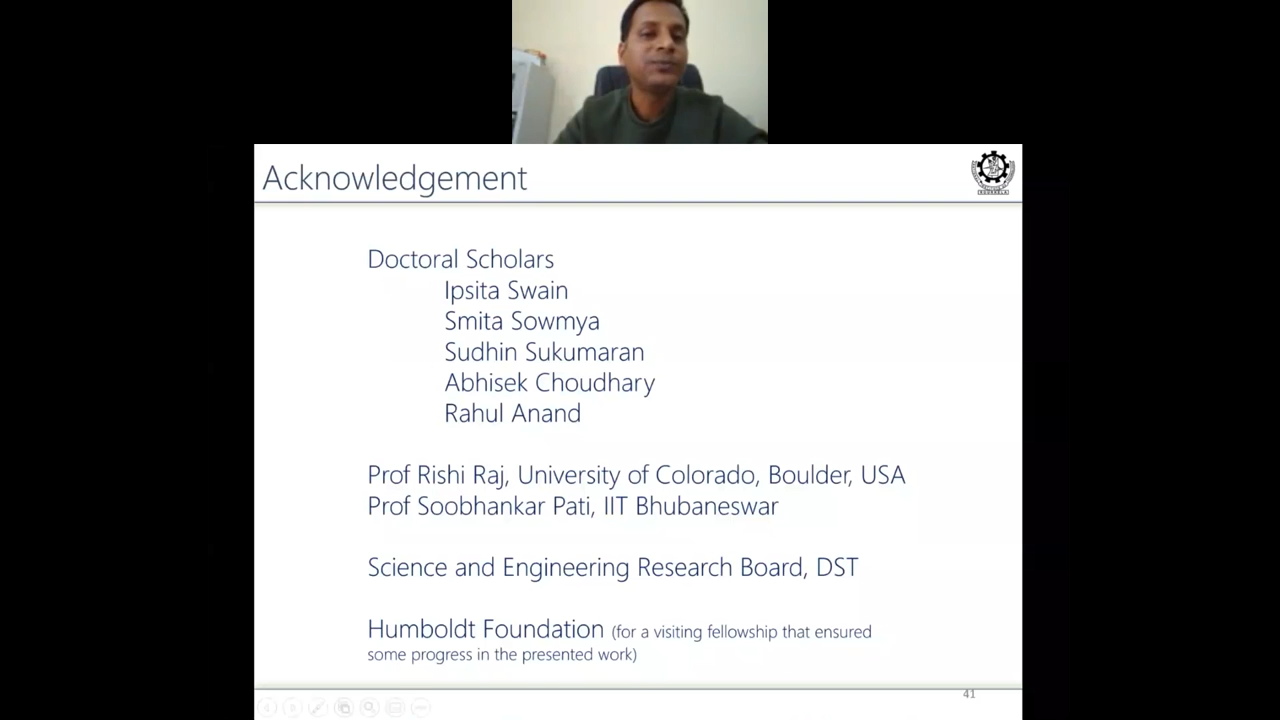 Acknowledgement
Doctoral Scholars
Ipsita Swain
Smita Sowmya
Sudhin Sukumaran
Abhisek Choudhary
Rahul Anand
Prof Rishi Raj, University of Colorado, Boulder, USA
Prof Soobhankar Pati, IIT Bhubaneswar
Science and Engineering Research Board, DST
Humboldt Foundation (for a visiting fellowship that ensured
some progress in the presented work)
41